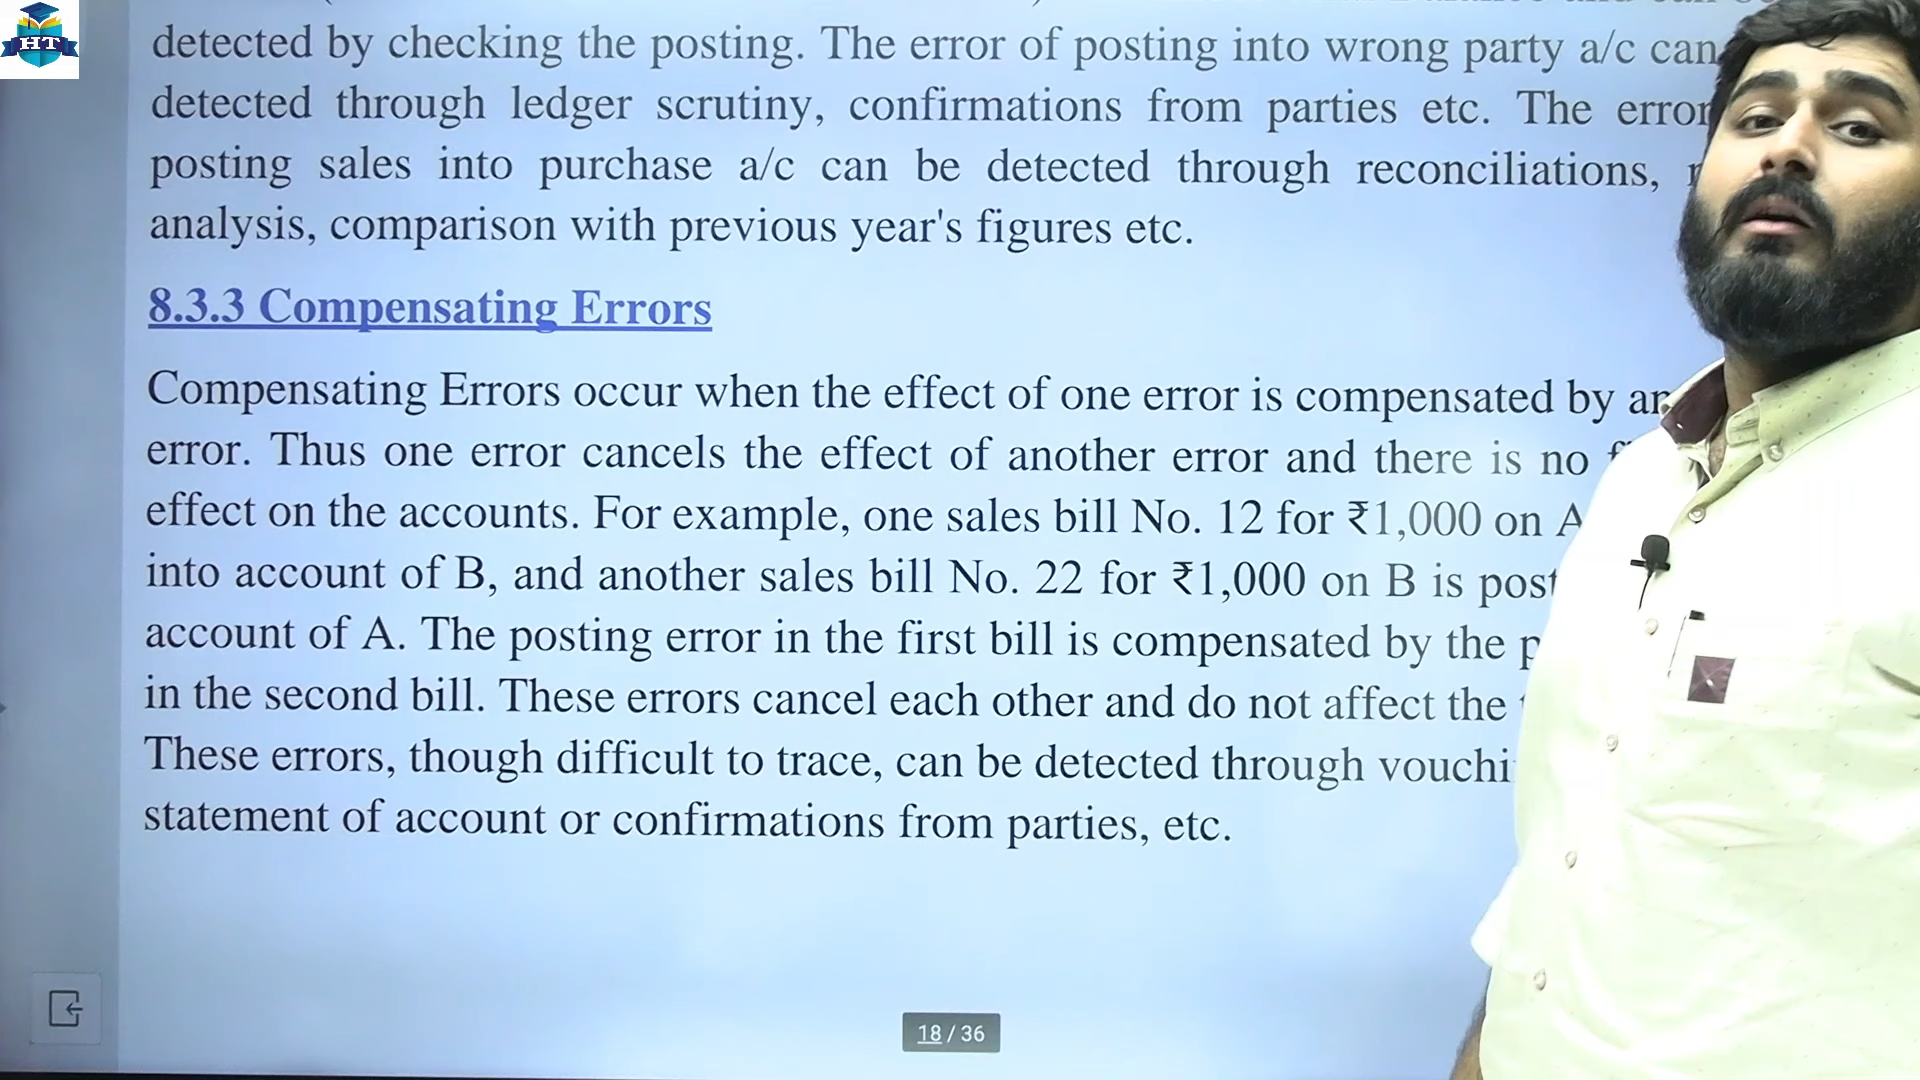 HT
detected by checking the posting. The error of posting into wrong party a/c can
detected through ledger scrutiny, confirmations from parties etc. The error
posting sales into purchase a/c can be detected through reconciliations,
analysis, comparison with previous year's figures etc.
8.3.3 Compensating Errors
Compensating Errors occur when the effect of one error is compensated by
error. Thus one error cancels the effect of another error and there is no
effect on the accounts. For example, one sales bill No. 12 for ₹1,000 on A
into account of B, and another sales bill No. 22 for ₹1,000 on B is
account of A. The posting error in the first bill is compensated by the
in the second bill. These errors cancel each other and do not affect the
These errors, though difficult to trace, can be detected through
statement of account or confirmations from parties, etc.
18 / 36